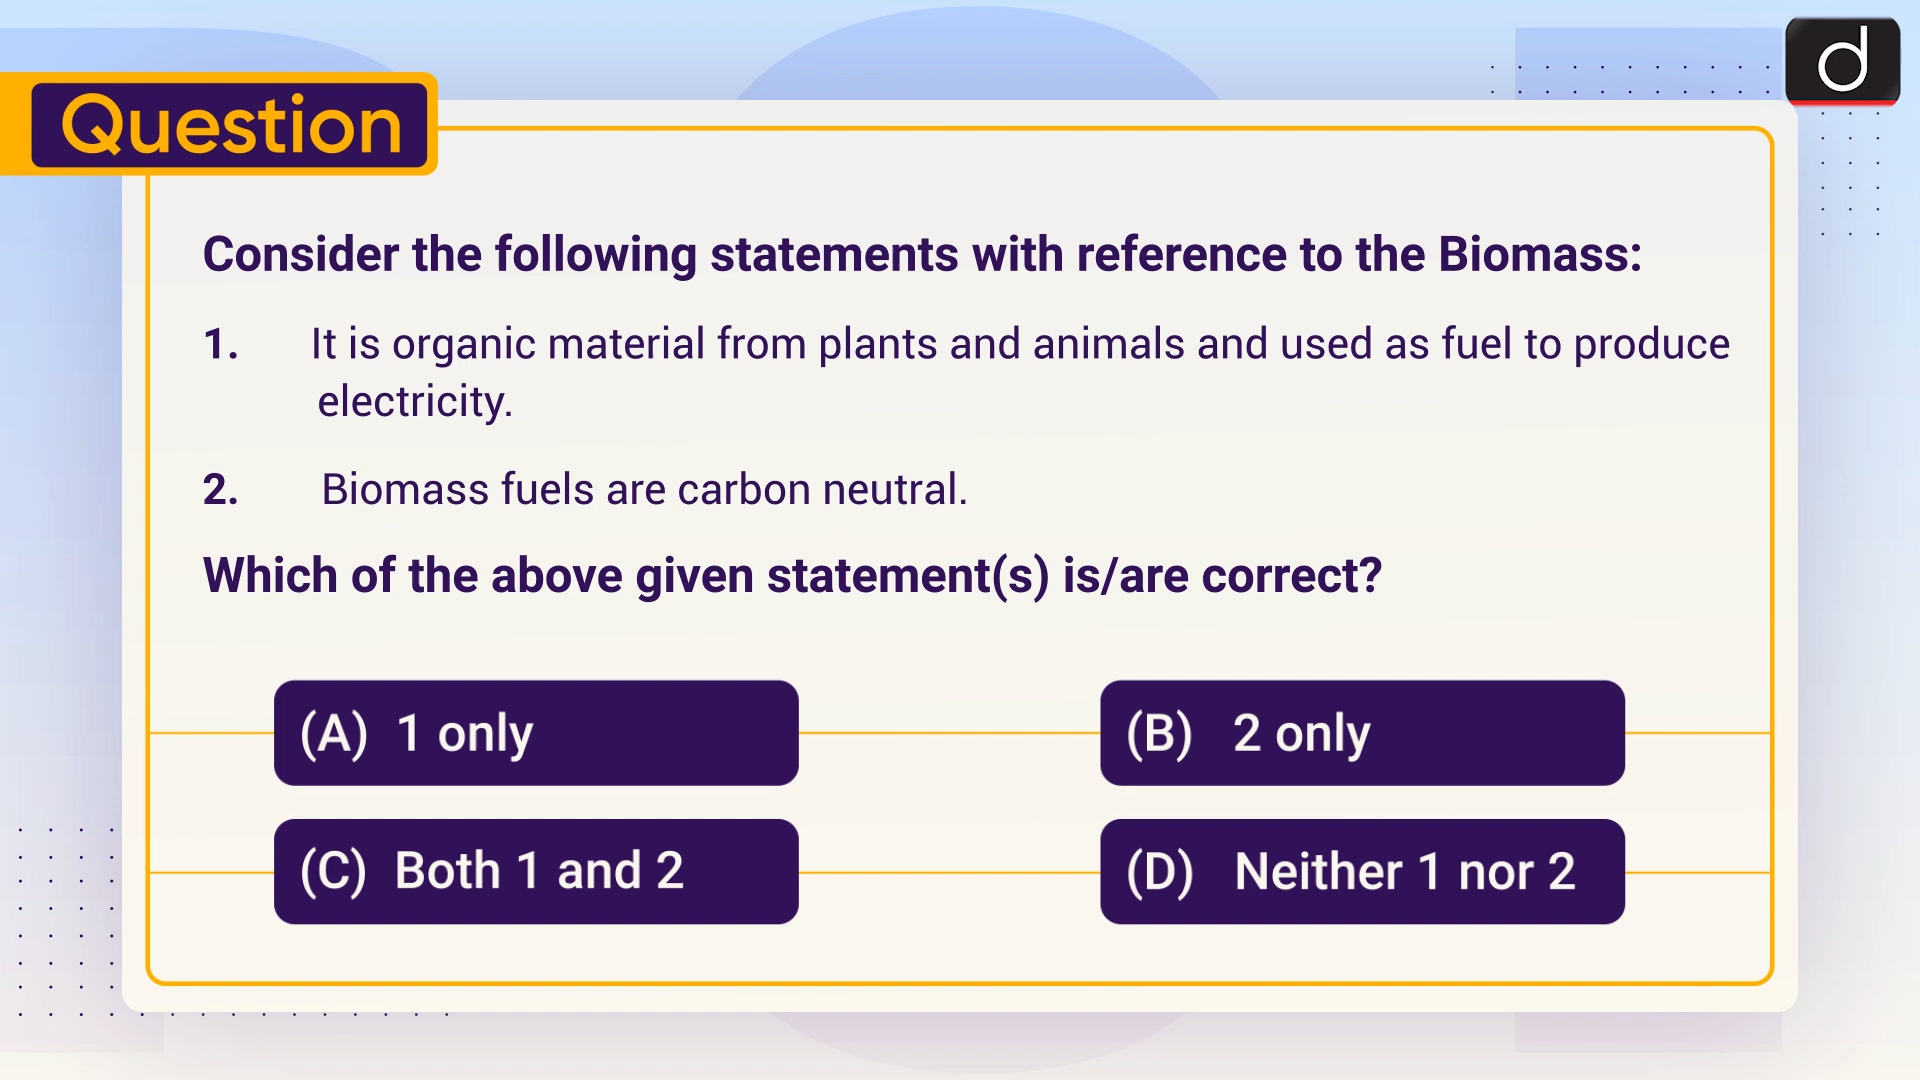 Question
Consider the following statements with reference to the Biomass:
1. It is organic material from plants and animals and used as fuel to produce
electricity.
2. Biomass fuels are carbon neutral.
Which of the above given statement(s) is/are correct?
(A) 1 only
(B) 2 only
(C) Both 1 and 2
(D) Neither 1 nor 2
d